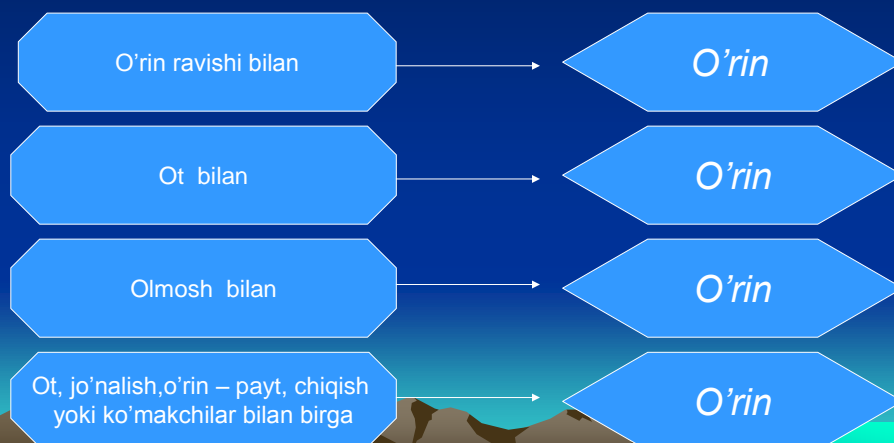 O’rin ravishi bilan
O’rin
Ot bilan
O’rin
Olmosh bilan
O’rin
Ot, jo’nalish,o’rin – payt, chiqish
yoki ko’makchilar bilan birga
O’rin